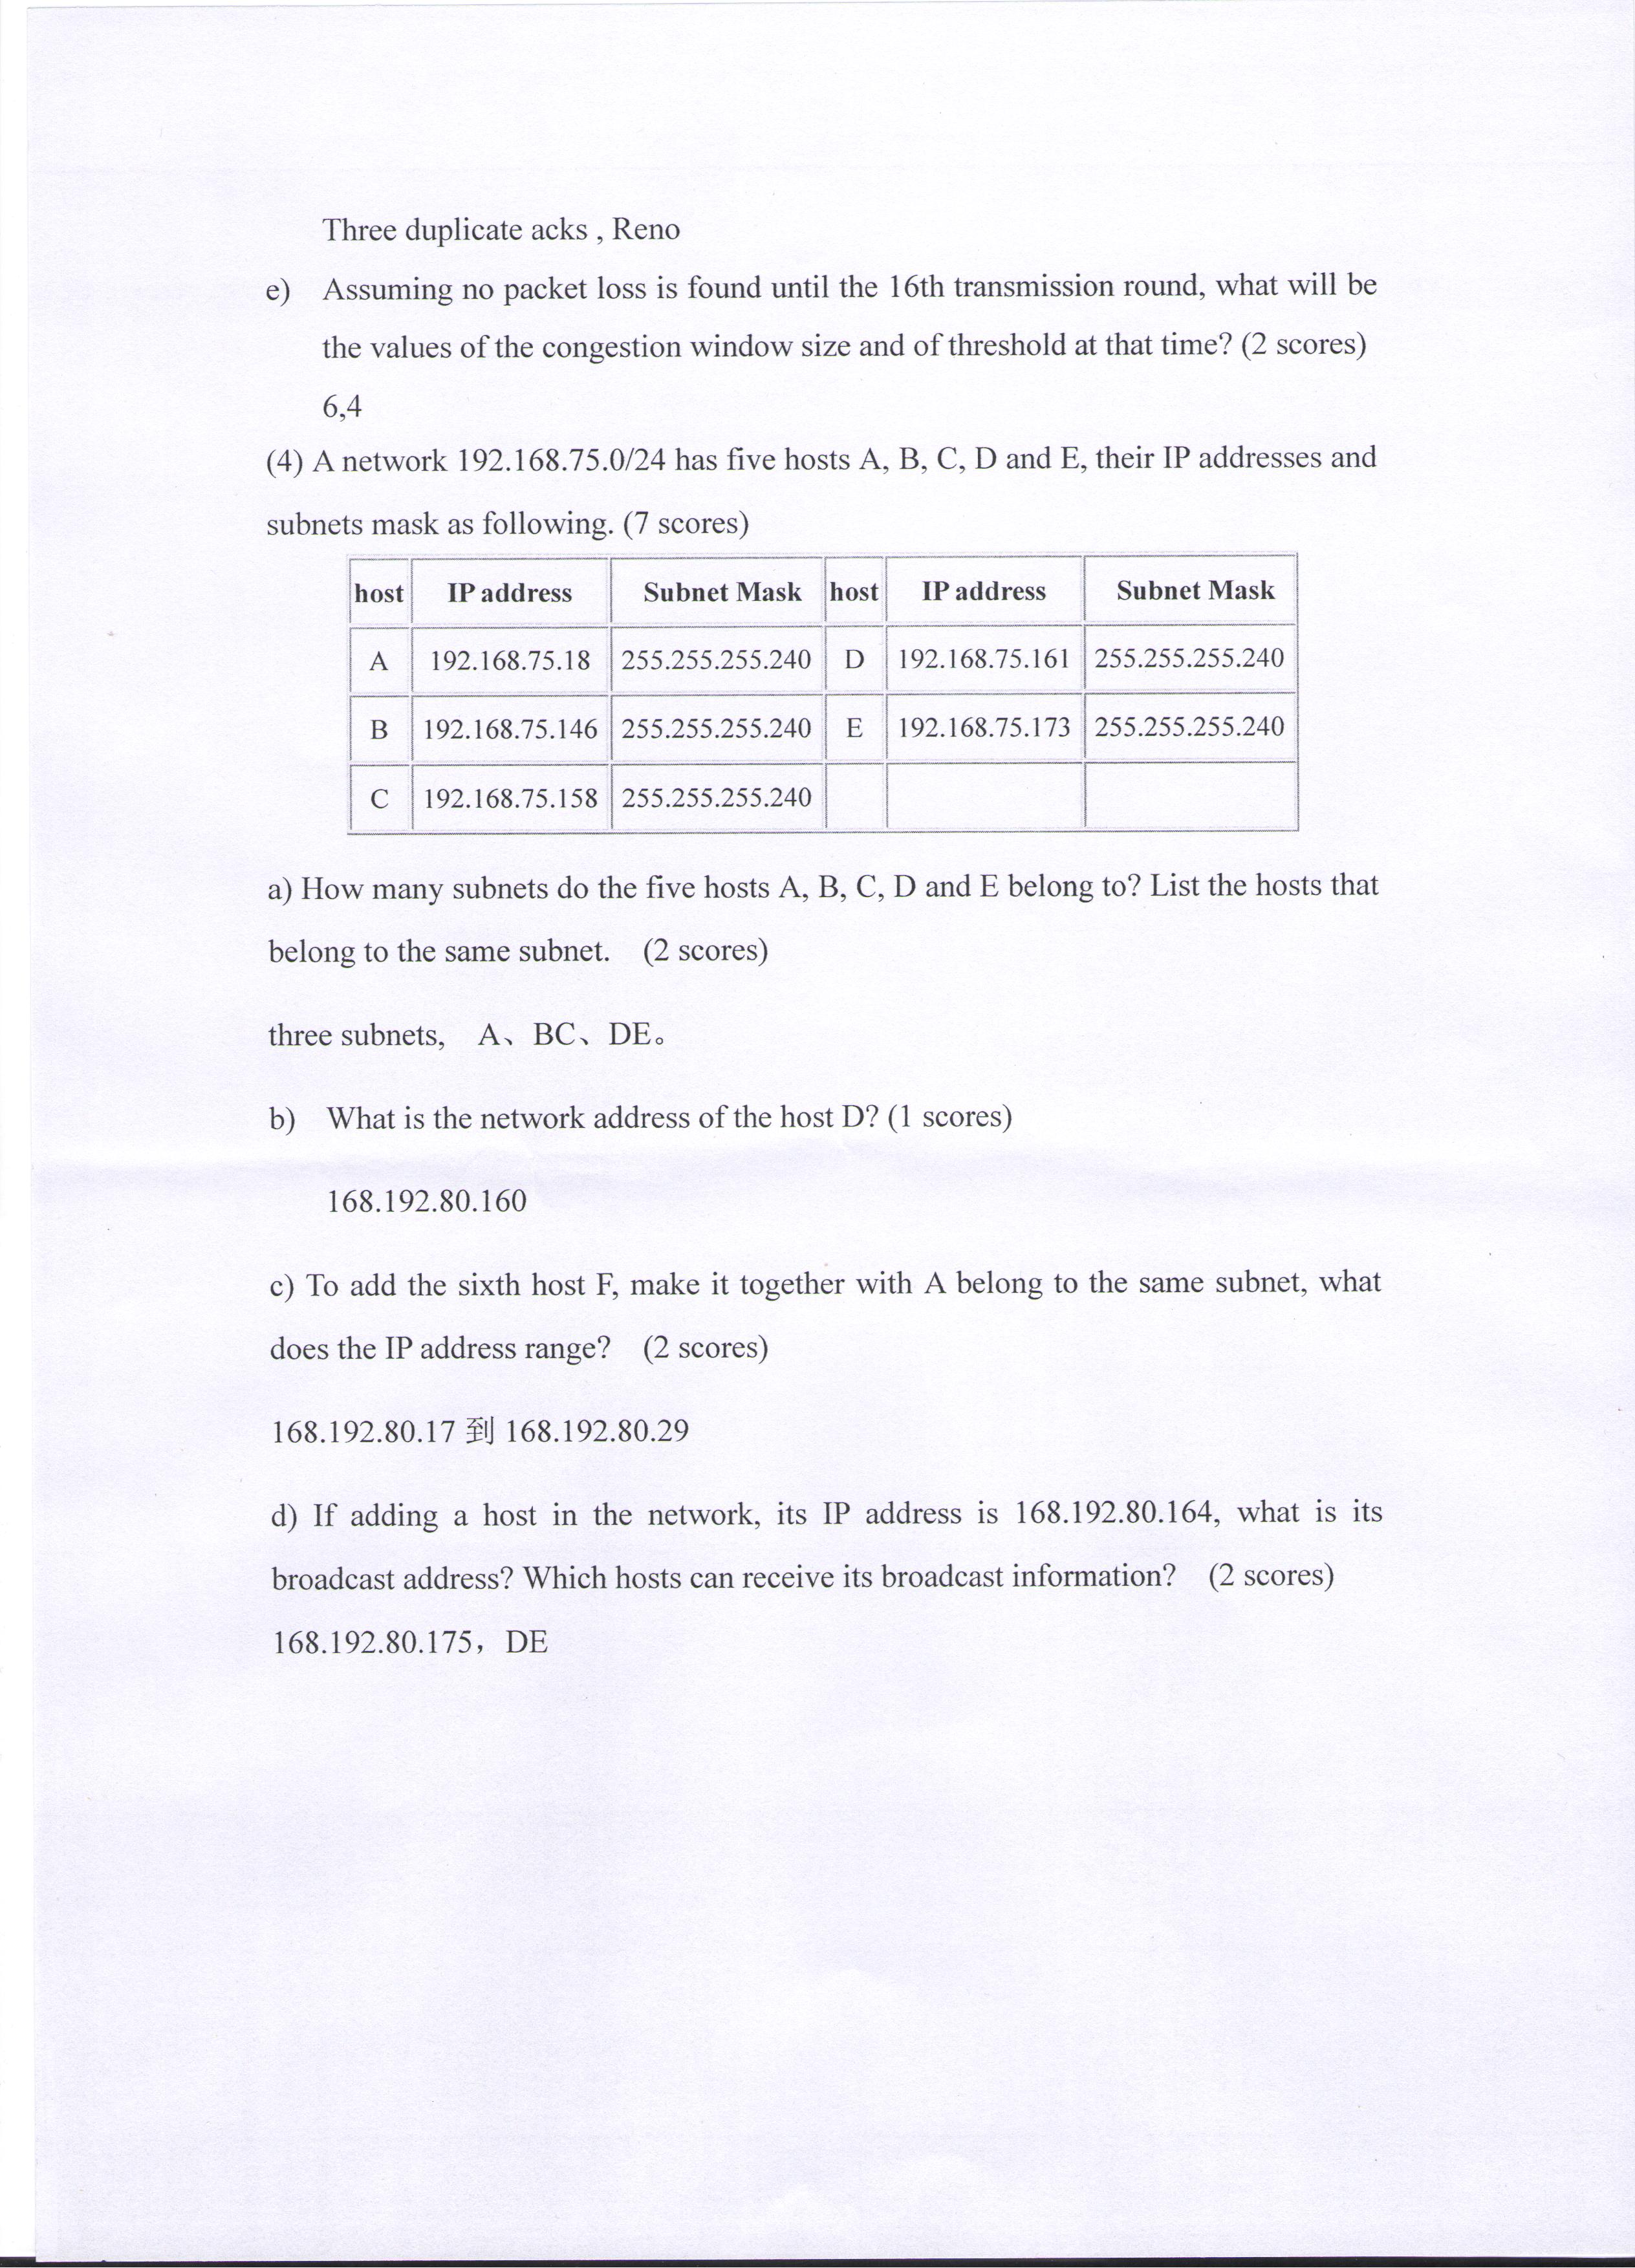 Three duplicate acks , Reno
e) Assuming no packet loss is found until the 16th transmission round, what will be
the values of the congestion window size and of threshold at that time? (2 scores)
6,4
(4) A network 192.168.75.0/24 has five hosts A, B, C, D and E, their IP addresses and
subnets mask as following. (7 scores)
host IP address Subnet Mask host IP address Subnet Mask
A 192.168.75.18 255.255.255.240 D 192.168.75.161 255.255.255.240
B 192.168.75.146 255.255.255.240 E 192.168.75.173 255.255.255.240
C 192.168.75.158 255.255.255.240
a) How many subnets do the five hosts A, B, C, D and E belong to? List the hosts that
belong to the same subnet. (2 scores)
three subnets, A、BC、DE。
b) What is the network address of the host D? (1 scores)
168.192.80.160
c) To add the sixth host F, make it together with A belong to the same subnet, what
does the IP address range? (2 scores)
168.192.80.17 到 168.192.80.29
d) If adding a host in the network, its IP address is 168.192.80.164, what is its
broadcast address? Which hosts can receive its broadcast information? (2 scores)
168.192.80.175，DE